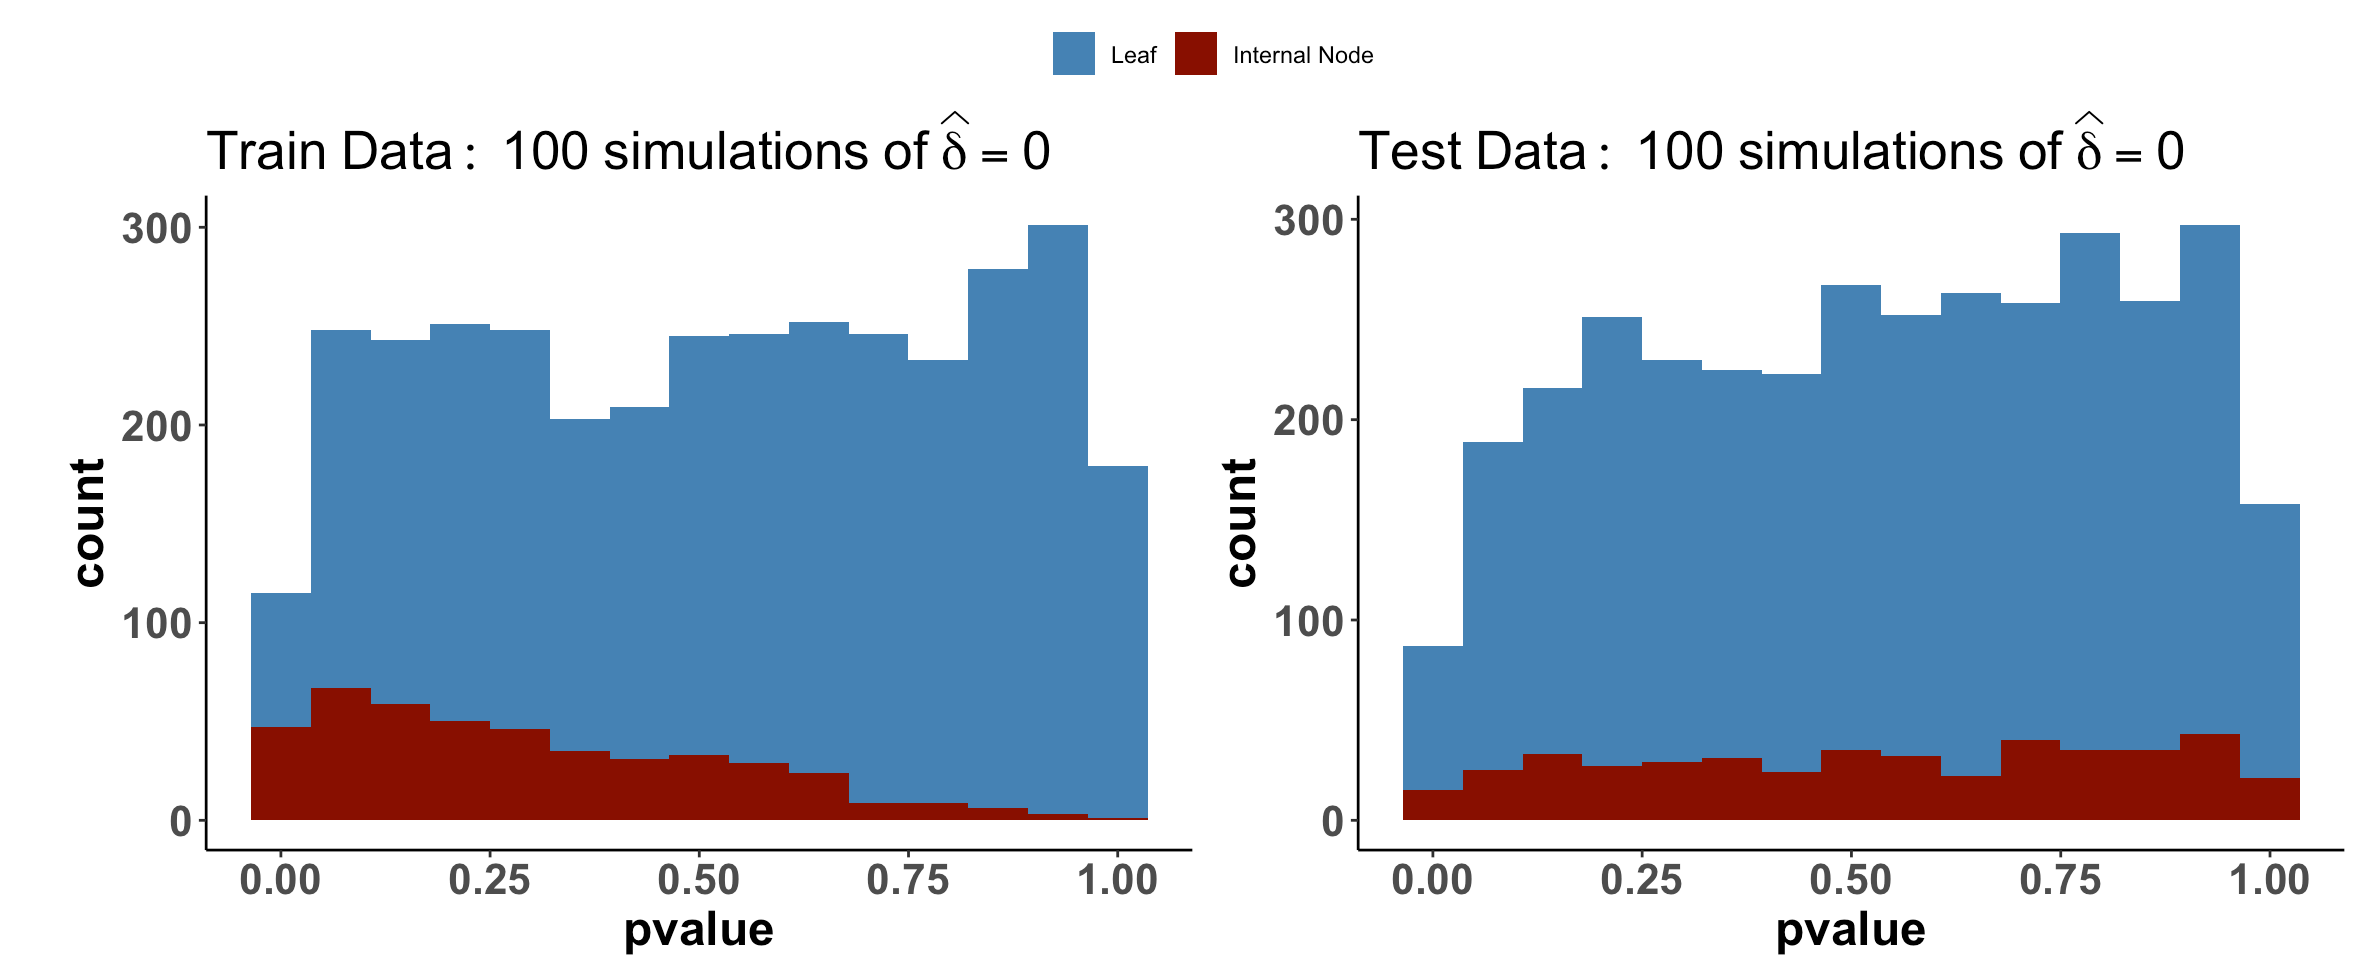 Leaf Internal Node
Train Data : 100 simulations of δ̂ = 0
300
200
100
0
count
0.00 0.25 0.50 0.75 1.00
pvalue
Test Data : 100 simulations of δ̂ = 0
300
200
100
0
count
0.00 0.25 0.50 0.75 1.00
pvalue